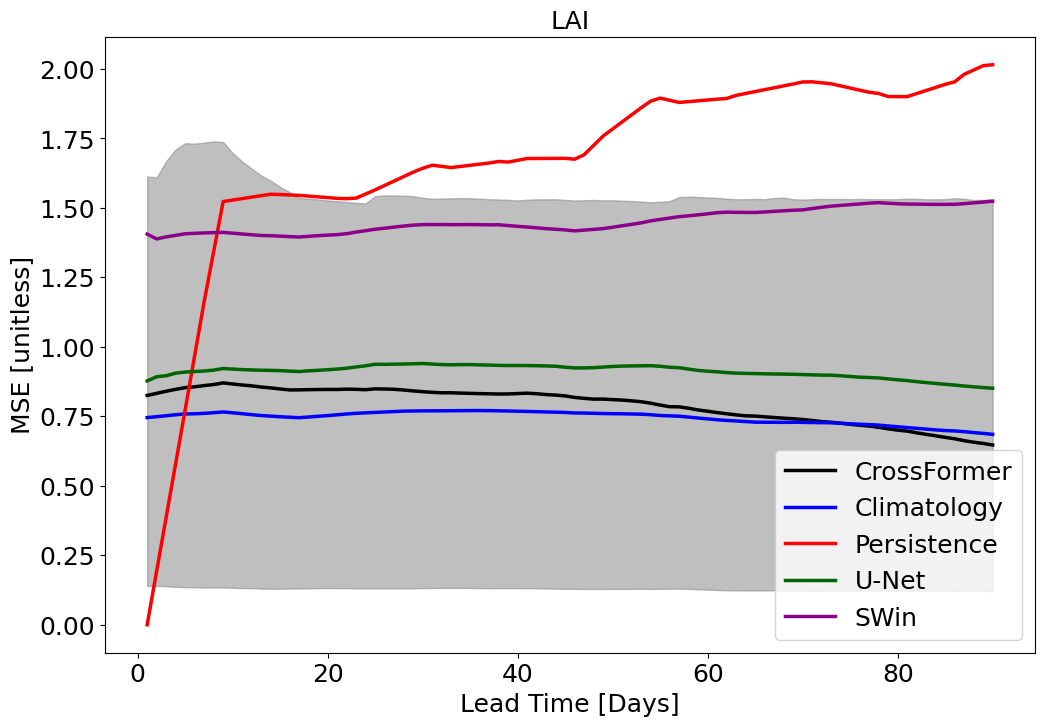 LAI
MSE [unitless]
2.00
1.75
1.50
1.25
1.00
0.75
0.50
0.25
0.00
CrossFormer
Climatology
Persistence
U-Net
SWin
0
20
40
60
80
Lead Time [Days]